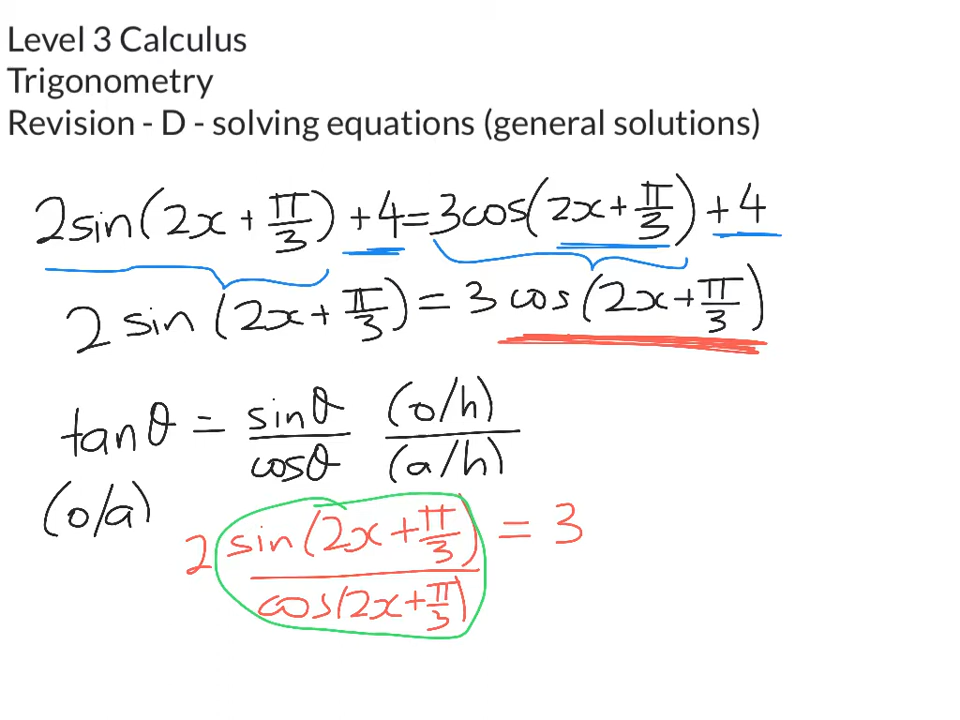 Level 3 Calculus
Trigonometry
Revision - D - solving equations (general solutions)
2sin(2x + π/3) + 4 = 3cos(2x + π/3) + 4
2 sin (2x + π/3) = 3 cos (2x + π/3)
tanθ = sinθ/cosθ (o/h)/(a/h)
(o/a)
2 sin(2x + π/3)/cos(2x + π/3) = 3